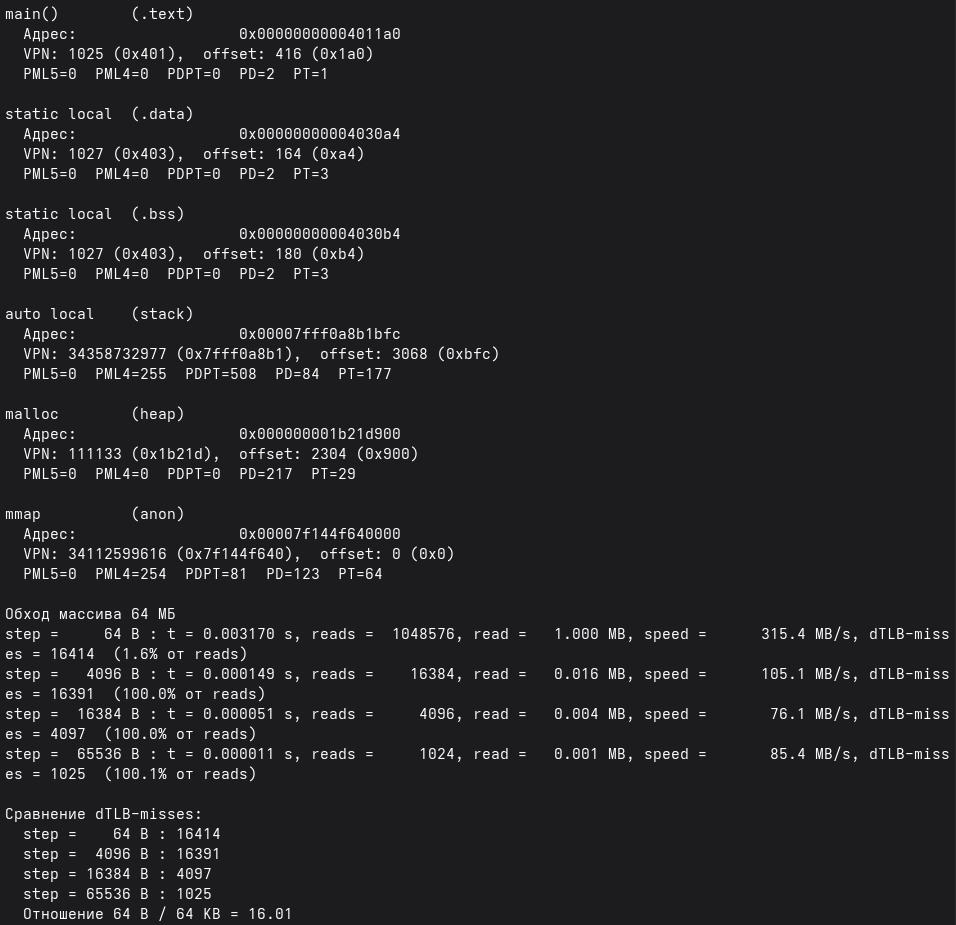 main()        (.text)
  Адрес:                  0x00000000004011a0
  VPN: 1025 (0x401),  offset: 416 (0x1a0)
  PML5=0  PML4=0  PDPT=0  PD=2  PT=1

static local  (.data)
  Адрес:                  0x00000000004030a4
  VPN: 1027 (0x403),  offset: 164 (0xa4)
  PML5=0  PML4=0  PDPT=0  PD=2  PT=3

static local  (.bss)
  Адрес:                  0x00000000004030b4
  VPN: 1027 (0x403),  offset: 180 (0xb4)
  PML5=0  PML4=0  PDPT=0  PD=2  PT=3

auto local    (stack)
  Адрес:                  0x00007fff0a8b1bfc
  VPN: 34358732977 (0x7fff0a8b1),  offset: 3068 (0xbfc)
  PML5=0  PML4=255  PDPT=508  PD=84  PT=177

malloc        (heap)
  Адрес:                  0x000000001b21d900
  VPN: 111133 (0x1b21d),  offset: 2304 (0x900)
  PML5=0  PML4=0  PDPT=0  PD=217  PT=29

mmap          (anon)
  Адрес:                  0x00007f144f640000
  VPN: 34112599616 (0x7f144f640),  offset: 0 (0x0)
  PML5=0  PML4=254  PDPT=81  PD=123  PT=64

Обход массива 64 МБ
step =     64 B : t = 0.003170 s, reads =  1048576, read =   1.000 MB, speed =      315.4 MB/s, dTLB-miss
es = 16414  (1.6% от reads)
step =   4096 B : t = 0.000149 s, reads =    16384, read =   0.016 MB, speed =      105.1 MB/s, dTLB-miss
es = 16391  (100.0% от reads)
step =  16384 B : t = 0.000051 s, reads =     4096, read =   0.004 MB, speed =       76.1 MB/s, dTLB-miss
es = 4097  (100.0% от reads)
step =  65536 B : t = 0.000011 s, reads =     1024, read =   0.001 MB, speed =       85.4 MB/s, dTLB-miss
es = 1025  (100.1% от reads)

Сравнение dTLB-misses:
  step =    64 B : 16414
  step =  4096 B : 16391
  step = 16384 B : 4097
  step = 65536 B : 1025
  Отношение 64 B / 64 KB = 16.01